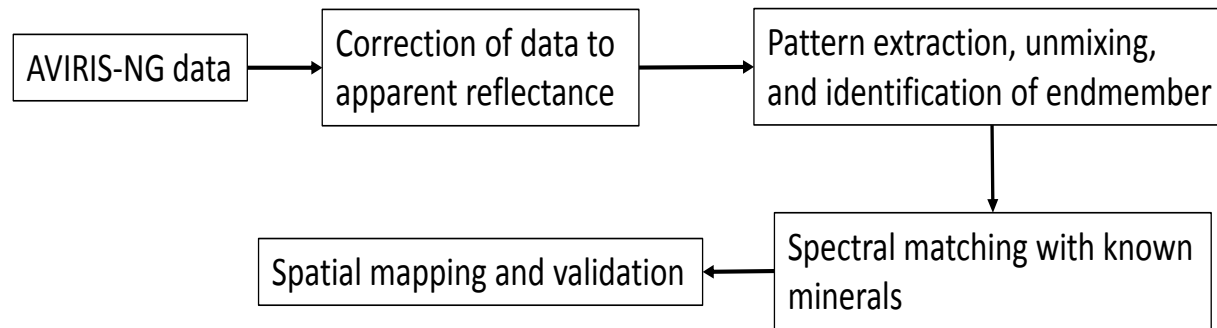 AVIRIS-NG data
Correction of data to
apparent reflectance
Pattern extraction, unmixing,
and identification of endmember
Spectral matching with known
minerals
Spatial mapping and validation